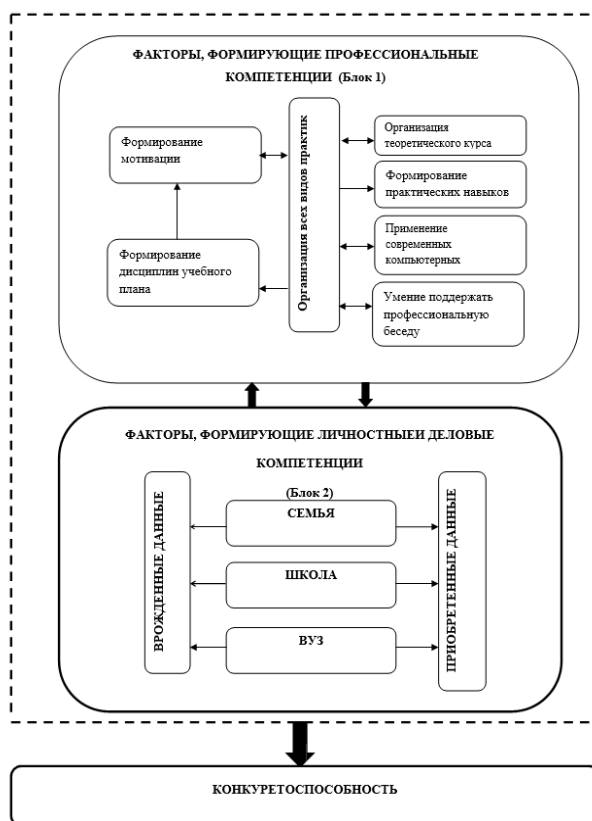 ФАКТОРЫ, ФОРМИРУЮЩИЕ ПРОФЕССИОНАЛЬНЫЕ
КОМПЕТЕНЦИИ (Блок 1)
Формирование
мотивации
Формирование
дисциплин учебного
плана
Организация всех видов практик
Организация
теоретического курса
Формирование
практических навыков
Применение
современных
компьютерных
Умение поддержать
профессиональную
беседу
ФАКТОРЫ, ФОРМИРУЮЩИЕ ЛИЧНОСТНЫЕИ ДЕЛОВЫЕ
КОМПЕТЕНЦИИ
(Блок 2)
ВРОЖДЕННЫЕ ДАННЫЕ
СЕМЬЯ
ШКОЛА
ВУЗ
ПРИОБРЕТЕННЫЕ ДАННЫЕ
КОНКУРЕТОСПОСОБНОСТЬ